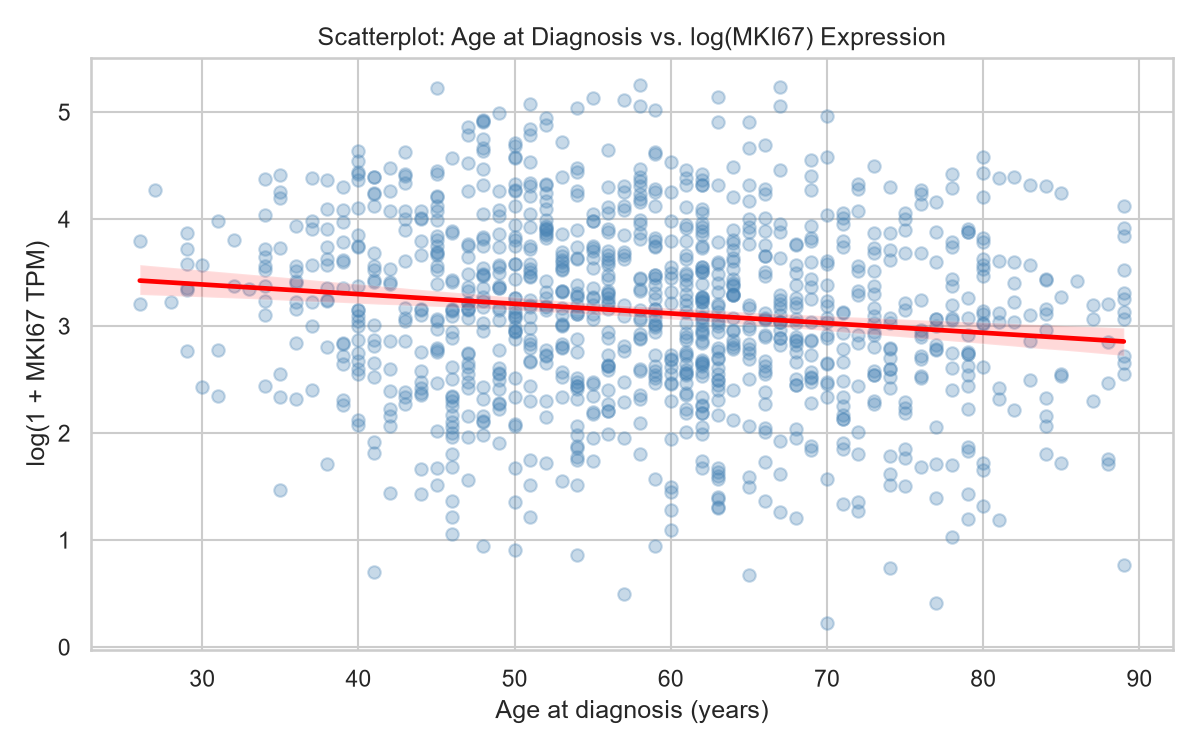 Scatterplot: Age at Diagnosis vs. log(MKI67) Expression
log(1 + MKI67 TPM)
5
4
3
2
1
0
30 40 50 60 70 80 90
Age at diagnosis (years)